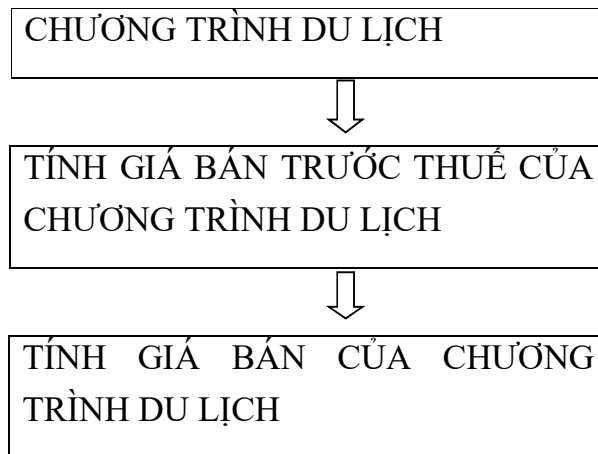 CHƯƠNG TRÌNH DU LỊCH
TÍNH GIÁ BÁN TRƯỚC THUẾ CỦA
CHƯƠNG TRÌNH DU LỊCH
TÍNH GIÁ BÁN CỦA CHƯƠNG
TRÌNH DU LỊCH